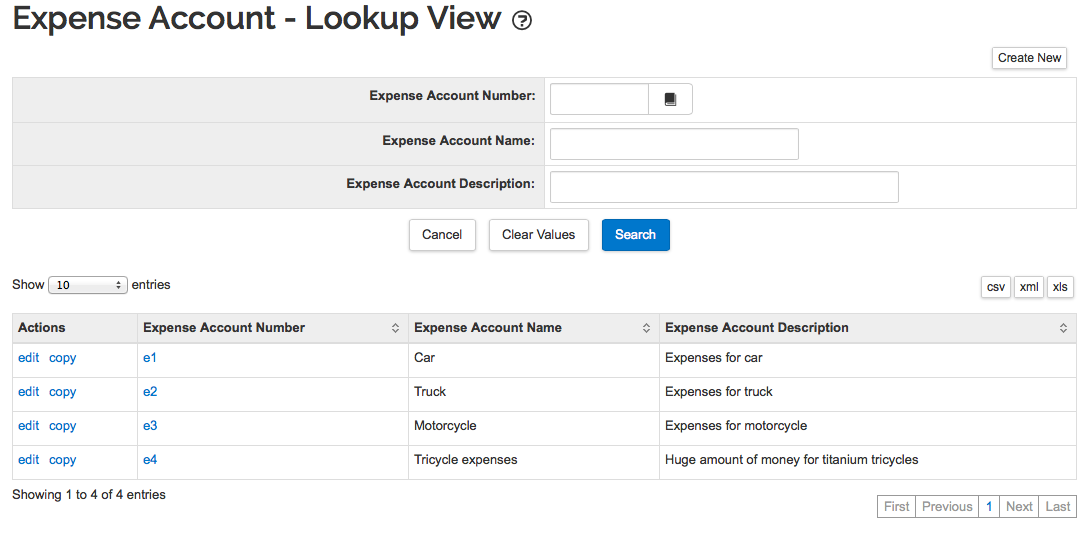 Expense Account - Lookup View ?
Create New
Expense Account Number:
Expense Account Name:
Expense Account Description:
Cancel Clear Values Search
Show 10 entries csv xml xls
Actions Expense Account Number Expense Account Name Expense Account Description
edit copy e1 Car Expenses for car
edit copy e2 Truck Expenses for truck
edit copy e3 Motorcycle Expenses for motorcycle
edit copy e4 Tricycle expenses Huge amount of money for titanium tricycles
Showing 1 to 4 of 4 entries
First Previous 1 Next Last